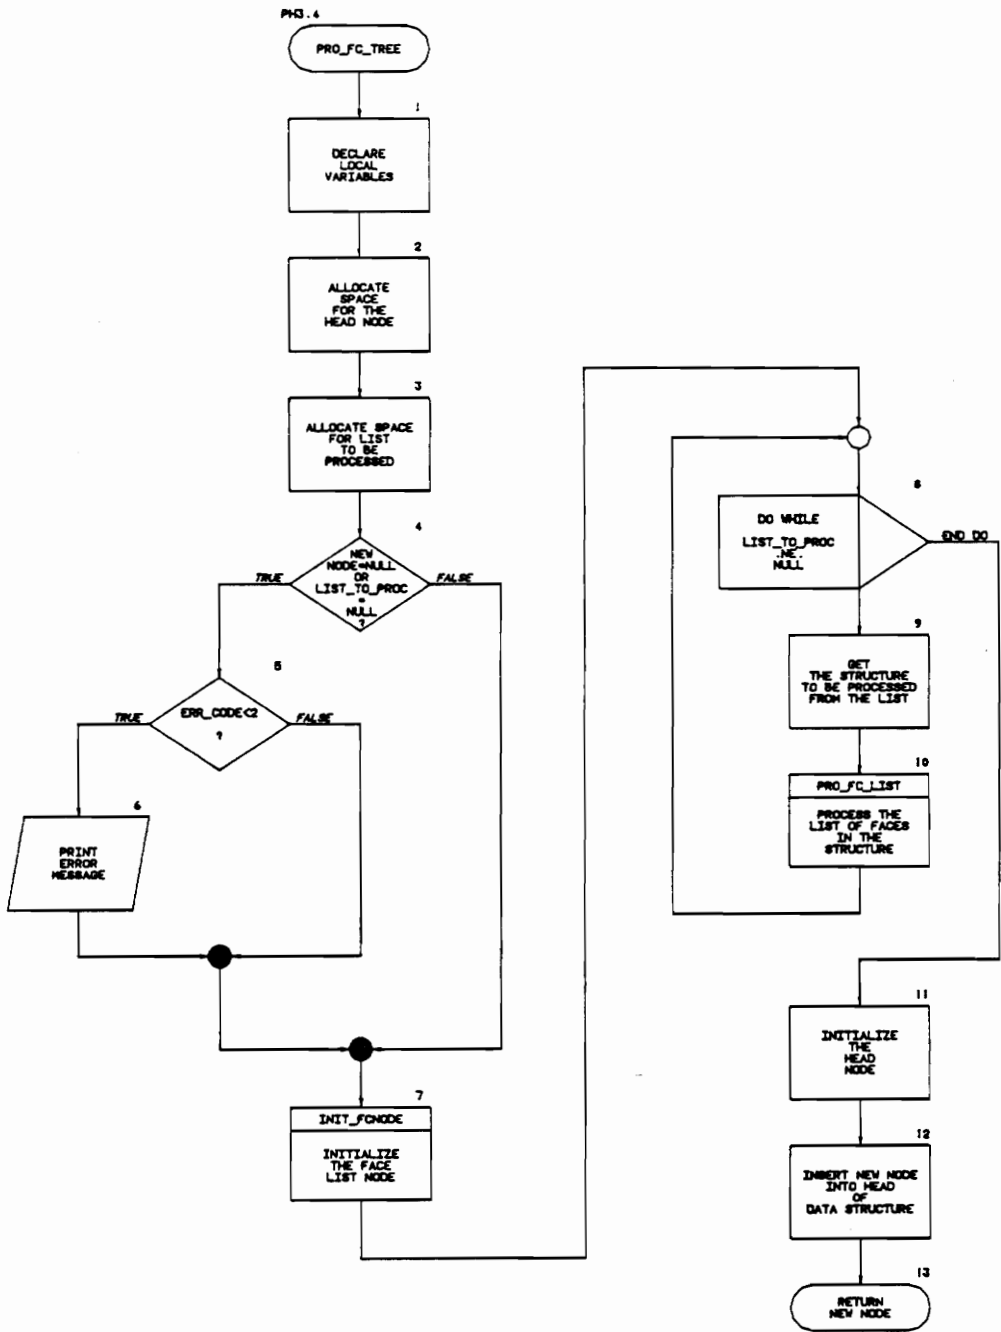 PH3.4
PRO_FC_TREE
1
DECLARE
LOCAL
VARIABLES
2
ALLOCATE
SPACE
FOR THE
HEAD NODE
3
ALLOCATE SPACE
FOR LIST
TO BE
PROCESSED
4
NEW
NODE=NULL
OR
LIST_TO_PROC
=
NULL
?
TRUE
FALSE
5
ERR_CODE<2
?
TRUE
FALSE
6
PRINT
ERROR
MESSAGE
7
INIT_FCNODE
INITIALIZE
THE FACE
LIST NODE
8
DO WHILE
LIST_TO_PROC
.NE.
NULL
END DO
9
GET
THE STRUCTURE
TO BE PROCESSED
FROM THE LIST
10
PRO_FC_LIST
PROCESS THE
LIST OF FACES
IN THE
STRUCTURE
11
INITIALIZE
THE
HEAD
NODE
12
INSERT NEW NODE
INTO HEAD
OF
DATA STRUCTURE
13
RETURN
NEW NODE